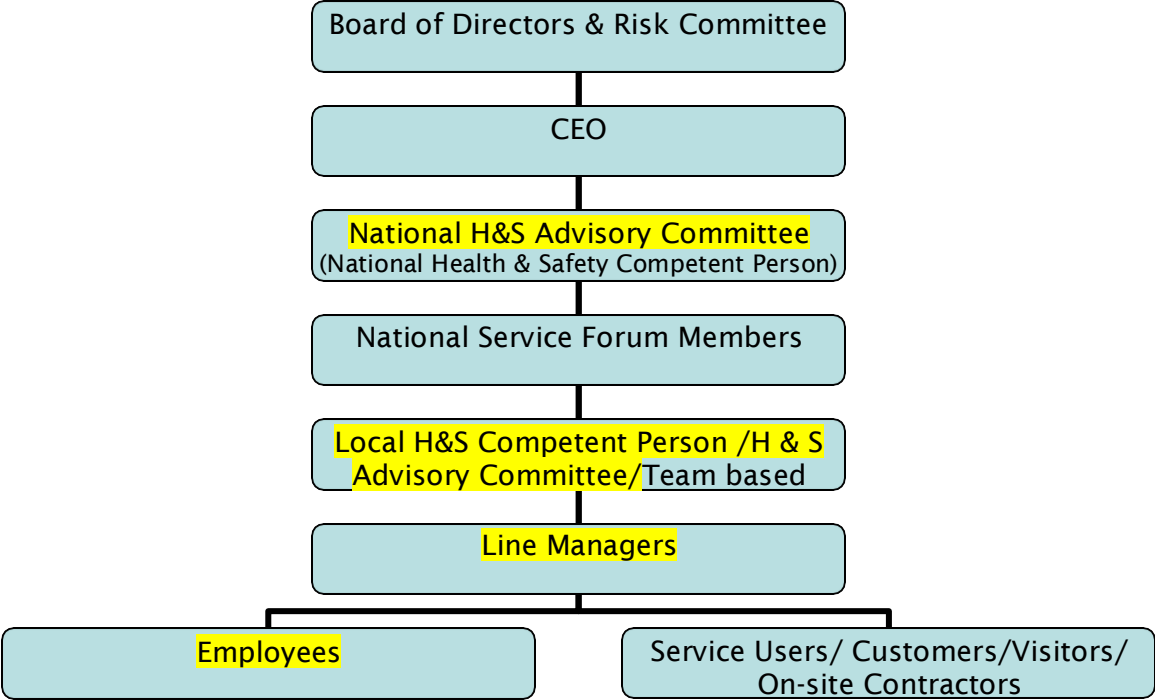 Board of Directors & Risk Committee
CEO
National H&S Advisory Committee
(National Health & Safety Competent Person)
National Service Forum Members
Local H&S Competent Person /H & S
Advisory Committee/Team based
Line Managers
Employees
Service Users/ Customers/Visitors/
On-site Contractors